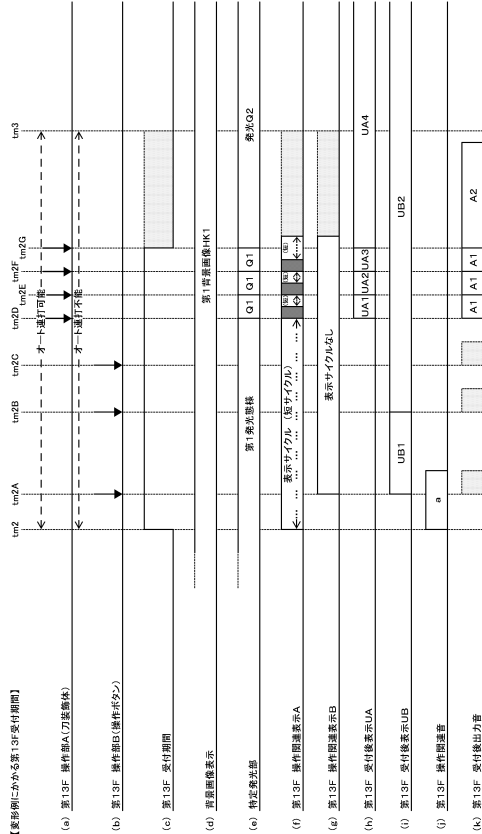 【変形例にかかる第13F受付期間】
tm2 tm2A tm2B tm2C tm2D tm2E tm2F tm2G tm3
(a) 第13F 操作部A(刀装飾体)
オート連打可能
(b) 第13F 操作部B(操作ボタン)
オート連打不能
(c) 第13F 受付期間
(d) 背景画像表示
第1背景画像HK1
(e) 特定発光部
第1発光態様 Q1 Q1 Q1 発光Q2
(f) 第13F 操作関連表示A
表示サイクル(短サイクル) (短) (短) (短)
(g) 第13F 操作関連表示B
表示サイクルなし
(h) 第13F 受付後表示UA
UA1 UA2 UA3 UA4
(i) 第13F 受付後表示UB
UB1 UB2
(j) 第13F 操作関連音
a
(k) 第13F 受付後出力音
A1 A1 A1 A2